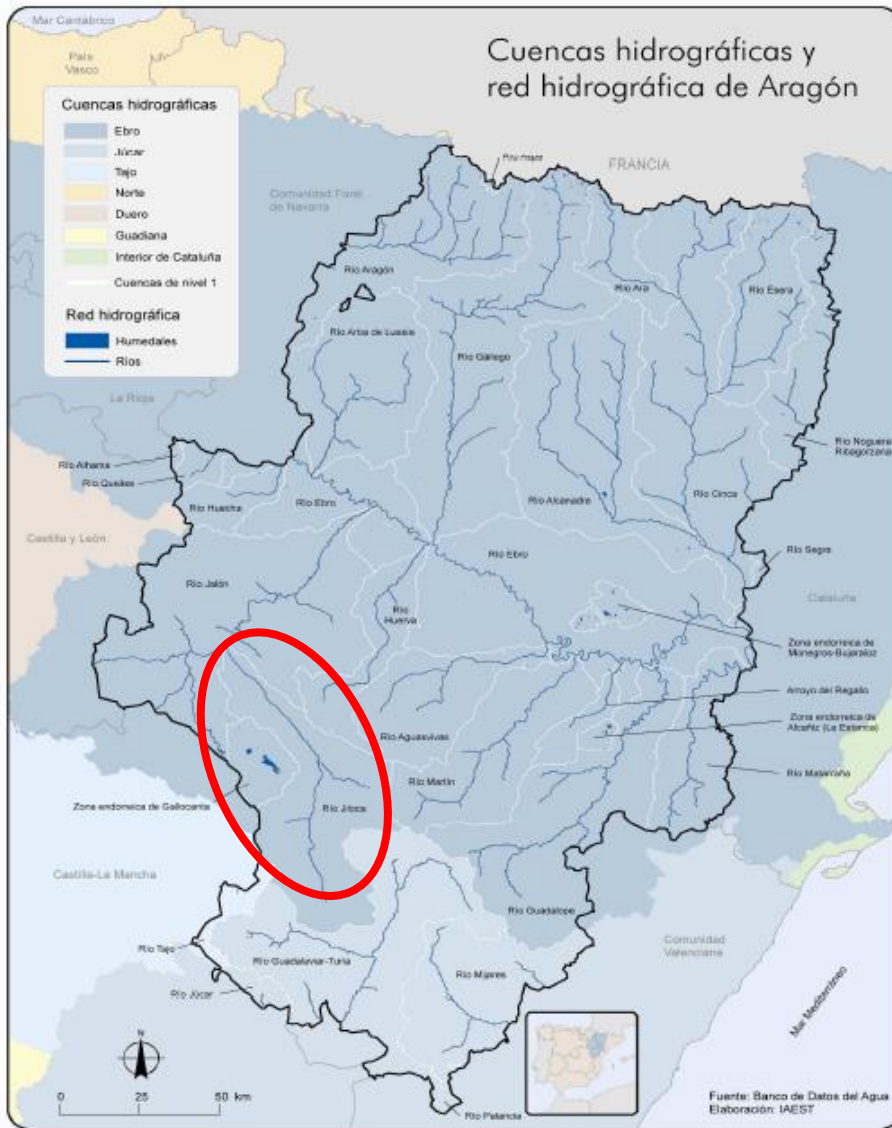 Mar Cantábrico
País
Vasco
Cuencas hidrográficas y
red hidrográfica de Aragón
Cuencas hidrográficas
Ebro
Júcar
Tajo
Norte
Duero
Guadiana
Interior de Cataluña
Cuencas de nivel 1
Red hidrográfica
Humedales
Ríos
FRANCIA
Comunidad Foral
de Navarra
Río Aragón
Río Ara
Río Esera
Río Arba de Luesia
Río Gállego
La Rioja
Río Noguera
Ribagorzana
Río Alhama
Río Queiles
Río Huecha
Río Ebro
Río Alcanadre
Río Cinca
Castilla y León
Río Ebro
Río Segre
Río Jalón
Cataluña
Río
Huerva
Zona endorreica de
Monegros-Bujaraloz
Arroyo del Regallo
Zona endorreica de
Alcañiz (La Estanca)
Río Aguasvivas
Río Martín
Río Matarraña
Zona endorreica de Gallocanta
Río Jiloca
Castilla-La Mancha
Río Guadalope
Río Tajo
Río Guadalaviar-Turia
Comunidad
Valenciana
Río Mijares
Río Júcar
Mar Mediterráneo
N
0 25 50 km
Fuente: Banco de Datos del Agua
Elaboración: IAEST
Río Palancia